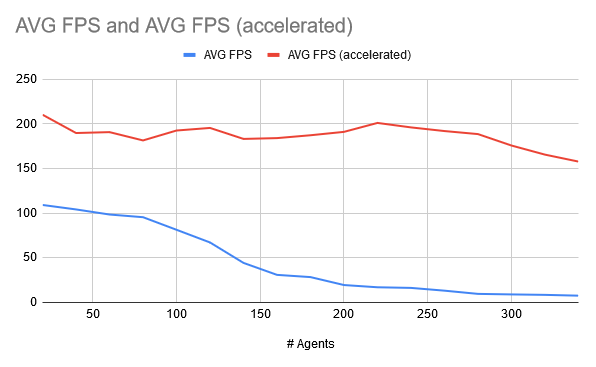 AVG FPS and AVG FPS (accelerated)
AVG FPS AVG FPS (accelerated)
250
200
150
100
50
0
50 100 150 200 250 300
# Agents